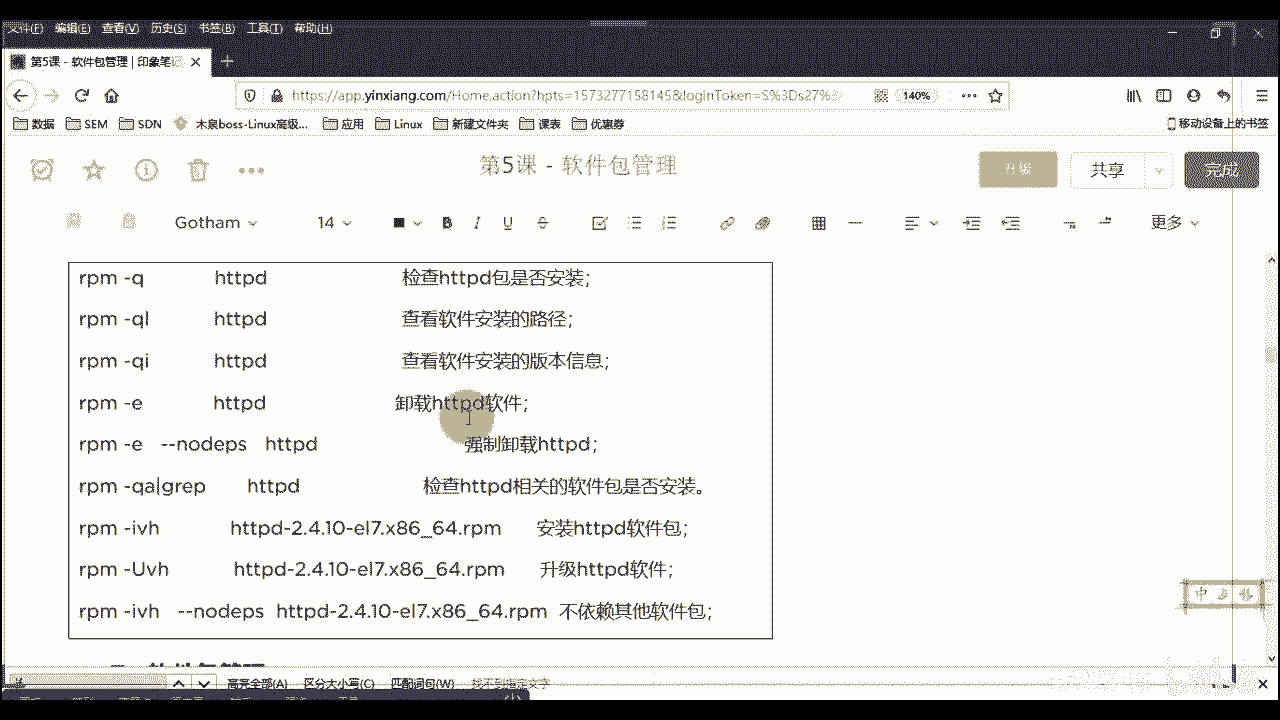 文件(F) 编辑(E) 查看(V) 历史(S) 书签(B) 工具(T) 帮助(H)
第5课 - 软件包管理 | 印象笔记
https://app.yinxiang.com/Home.action?hpts=1573277158145&loginToken=S%3Ds27%3 140%
数据 SEM SDN 木泉boss-Linux高级... 应用 Linux 新建文件夹 课表 优惠券 移动设备上的书签
第5课 - 软件包管理 升级 共享 完成
Gotham 14 B I U S 更多
rpm -q httpd 检查httpd包是否安装;
rpm -ql httpd 查看软件安装的路径;
rpm -qi httpd 查看软件安装的版本信息;
rpm -e httpd 卸载httpd软件;
rpm -e --nodeps httpd 强制卸载httpd;
rpm -qa|grep httpd 检查httpd相关的软件包是否安装。
rpm -ivh httpd-2.4.10-el7.x86_64.rpm 安装httpd软件包;
rpm -Uvh httpd-2.4.10-el7.x86_64.rpm 升级httpd软件;
rpm -ivh --nodeps httpd-2.4.10-el7.x86_64.rpm 不依赖其他软件包;
中
高亮全部(A) 区分大小写(C) 匹配词句(W) 找不到指定字